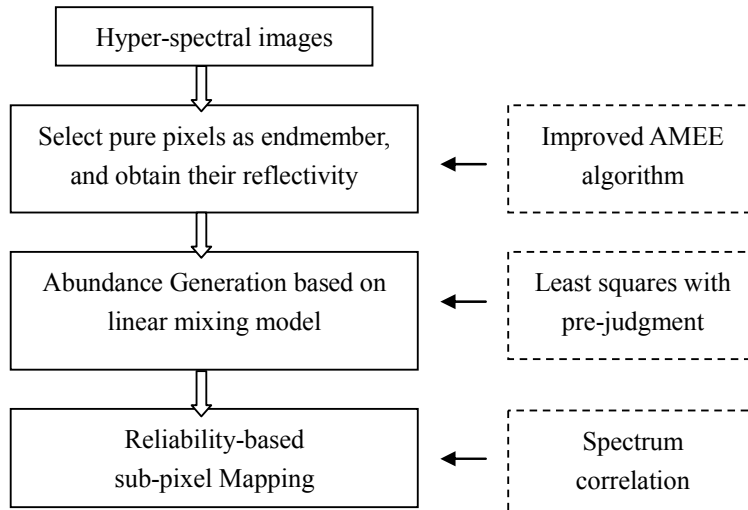 Hyper-spectral images
Select pure pixels as endmember,
and obtain their reflectivity
Improved AMEE
algorithm
Abundance Generation based on
linear mixing model
Least squares with
pre-judgment
Reliability-based
sub-pixel Mapping
Spectrum
correlation